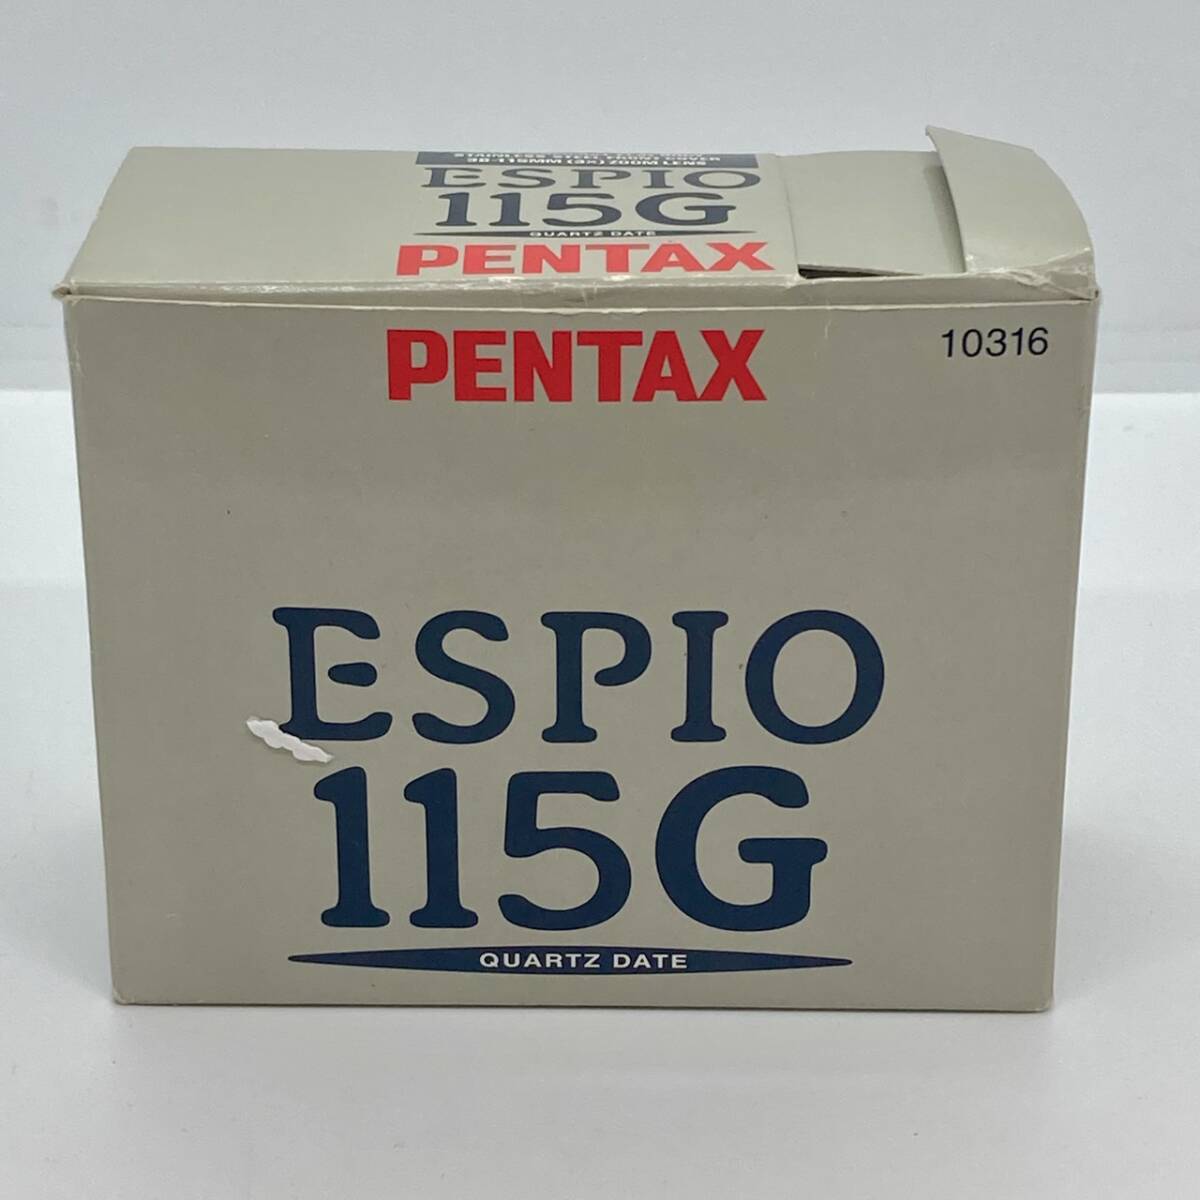 ESPIO
115G
QUARTZ DATE
PENTAX
PENTAX
10316
ESPIO
115G
QUARTZ DATE